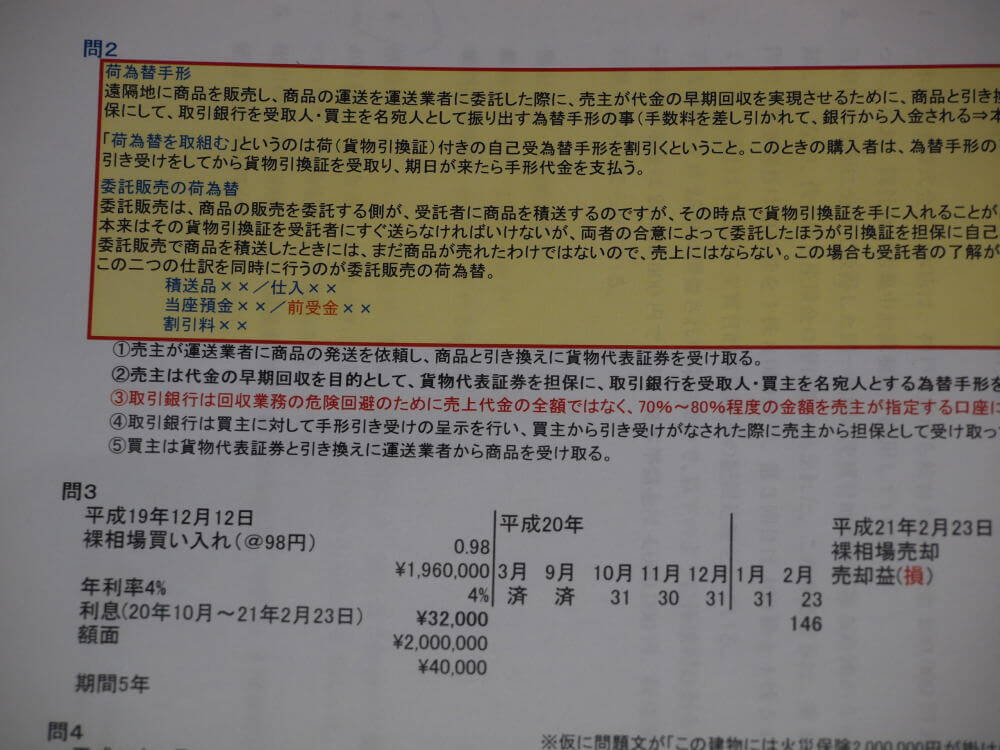 問2
荷為替手形
遠隔地に商品を販売し、商品の運送を運送業者に委託した際に、売主が代金の早期回収を実現させるために、商品と引き換
保にして、取引銀行を受取人・買主を名宛人として振り出す為替手形の事(手数料を差し引かれて、銀行から入金される⇒本
「荷為替を取組む」というのは荷(貨物引換証)付きの自己受為替手形を割引くということ。このときの購入者は、為替手形の
引き受けをしてから貨物引換証を受取り、期日が来たら手形代金を支払う。
委託販売の荷為替
委託販売は、商品の販売を委託する側が、受託者に商品を積送するのですが、その時点で貨物引換証を手に入れることが
本来はその貨物引換証を受託者にすぐ送らなければいけないが、両者の合意によって委託したほうが引換証を担保に自己
委託販売で商品を積送したときには、まだ商品が売れたわけではないので、売上にはならない。この場合も受託者の了解が
この二つの仕訳を同時に行うのが委託販売の荷為替。
積送品××/仕入××
当座預金××/前受金××
割引料××
①売主が運送業者に商品の発送を依頼し、商品と引き換えに貨物代表証券を受け取る。
②売主は代金の早期回収を目的として、貨物代表証券を担保に、取引銀行を受取人・買主を名宛人とする為替手形を
③取引銀行は回収業務の危険回避のために売上代金の全額ではなく、70%~80%程度の金額を売主が指定する口座に
④取引銀行は買主に対して手形引き受けの呈示を行い、買主から引き受けがなされた際に売主から担保として受け取って
⑤買主は貨物代表証券と引き換えに運送業者から商品を受け取る。
問3
平成19年12月12日 平成20年 平成21年2月23日
裸相場買い入れ(@98円) 0.98 裸相場売却
¥1,960,000 3月 9月 10月 11月 12月 1月 2月 売却益(損)
年利率4% 4% 済 済 31 30 31 31 23
利息(20年10月~21年2月23日) ¥32,000 146
額面 ¥2,000,000
¥40,000
期間5年
問4
※仮に問題文が「この建物には火災保険2,000,000円が掛け